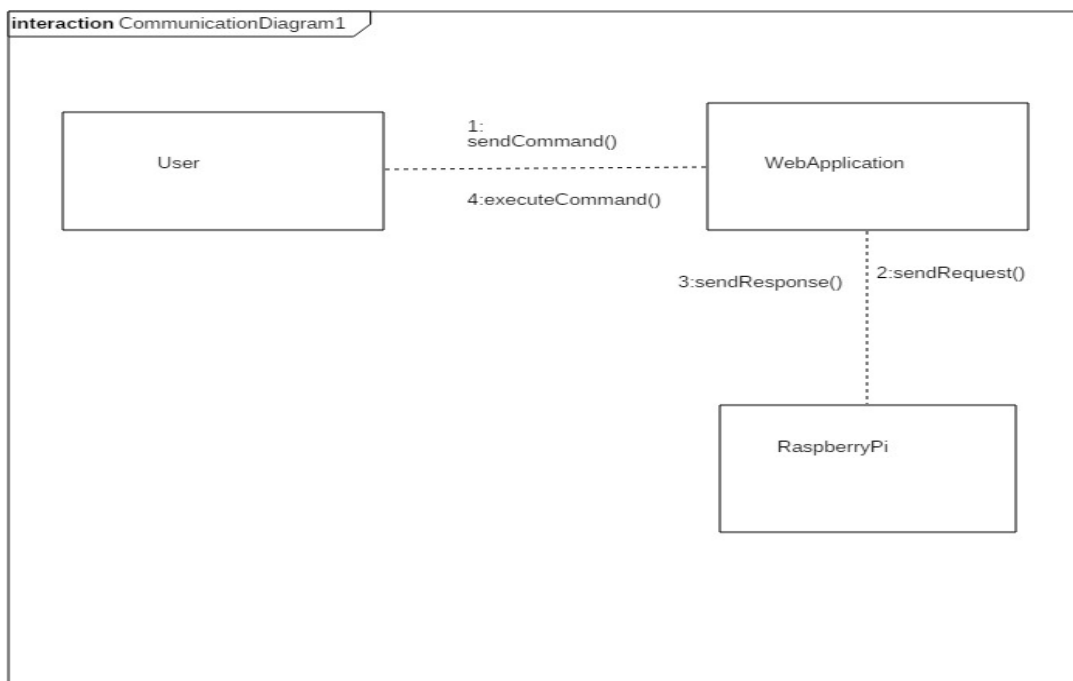 interaction CommunicationDiagram1
1:
sendCommand()
User
WebApplication
4:executeCommand()
3:sendResponse()
2:sendRequest()
RaspberryPi